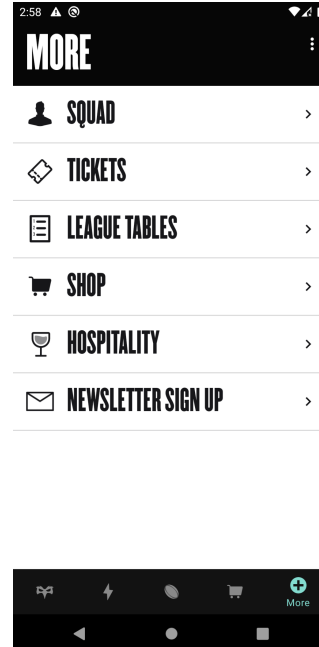 2:58
MORE
SQUAD
TICKETS
LEAGUE TABLES
SHOP
HOSPITALITY
NEWSLETTER SIGN UP
More